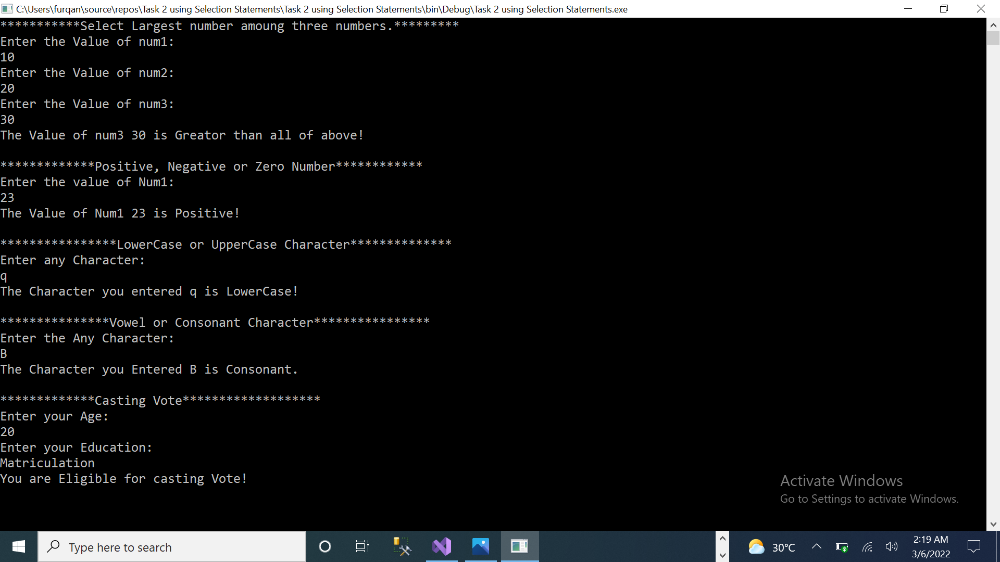 C:\Users\furqan\source\repos\Task 2 using Selection Statements\Task 2 using Selection Statements\bin\Debug\Task 2 using Selection Statements.exe
***********Select Largest number amoung three numbers.*********
Enter the Value of num1:
10
Enter the Value of num2:
20
Enter the Value of num3:
30
The Value of num3 30 is Greator than all of above!
*************Positive, Negative or Zero Number************
Enter the value of Num1:
23
The Value of Num1 23 is Positive!
****************LowerCase or UpperCase Character**************
Enter any Character:
q
The Character you entered q is LowerCase!
***************Vowel or Consonant Character****************
Enter the Any Character:
B
The Character you Entered B is Consonant.
*************Casting Vote*******************
Enter your Age:
20
Enter your Education:
Matriculation
You are Eligible for casting Vote!
Activate Windows
Go to Settings to activate Windows.
Type here to search
30°C
2:19 AM
3/6/2022